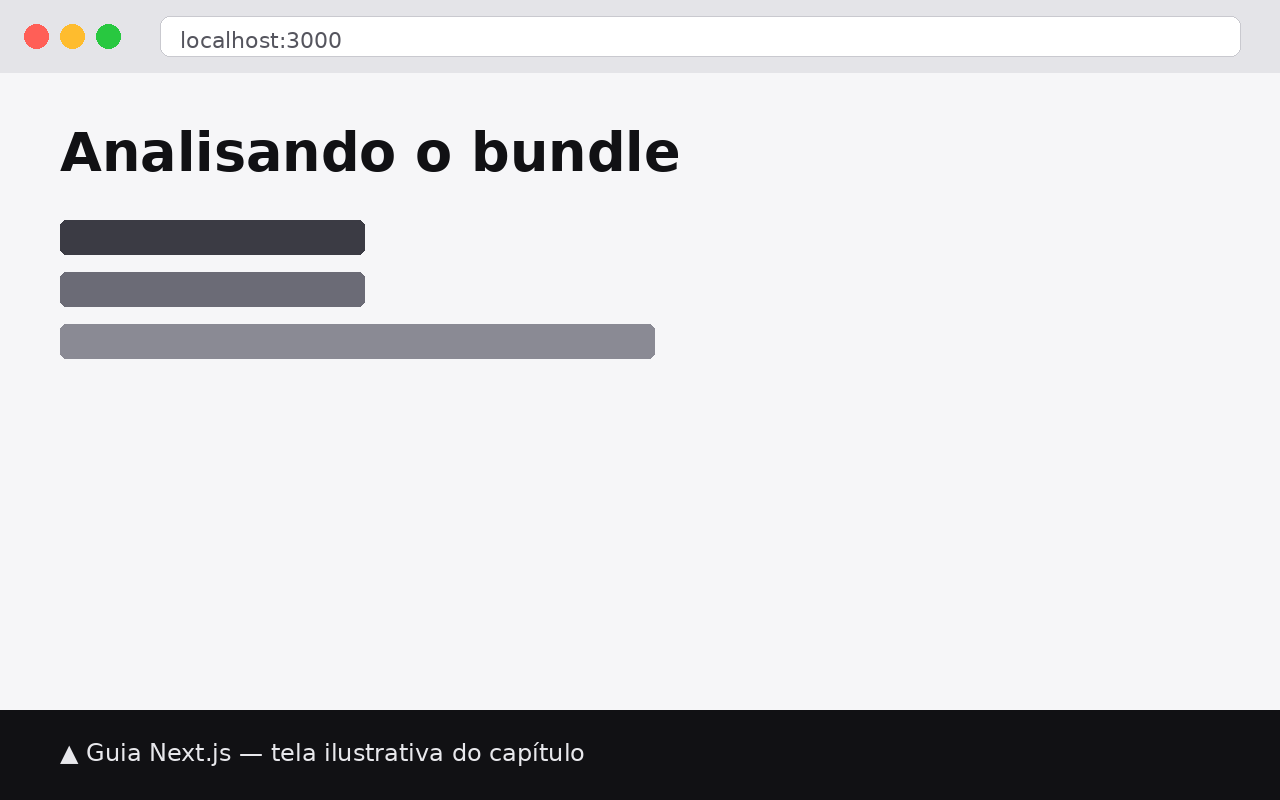 localhost:3000
Analisando o bundle
▲ Guia Next.js — tela ilustrativa do capítulo